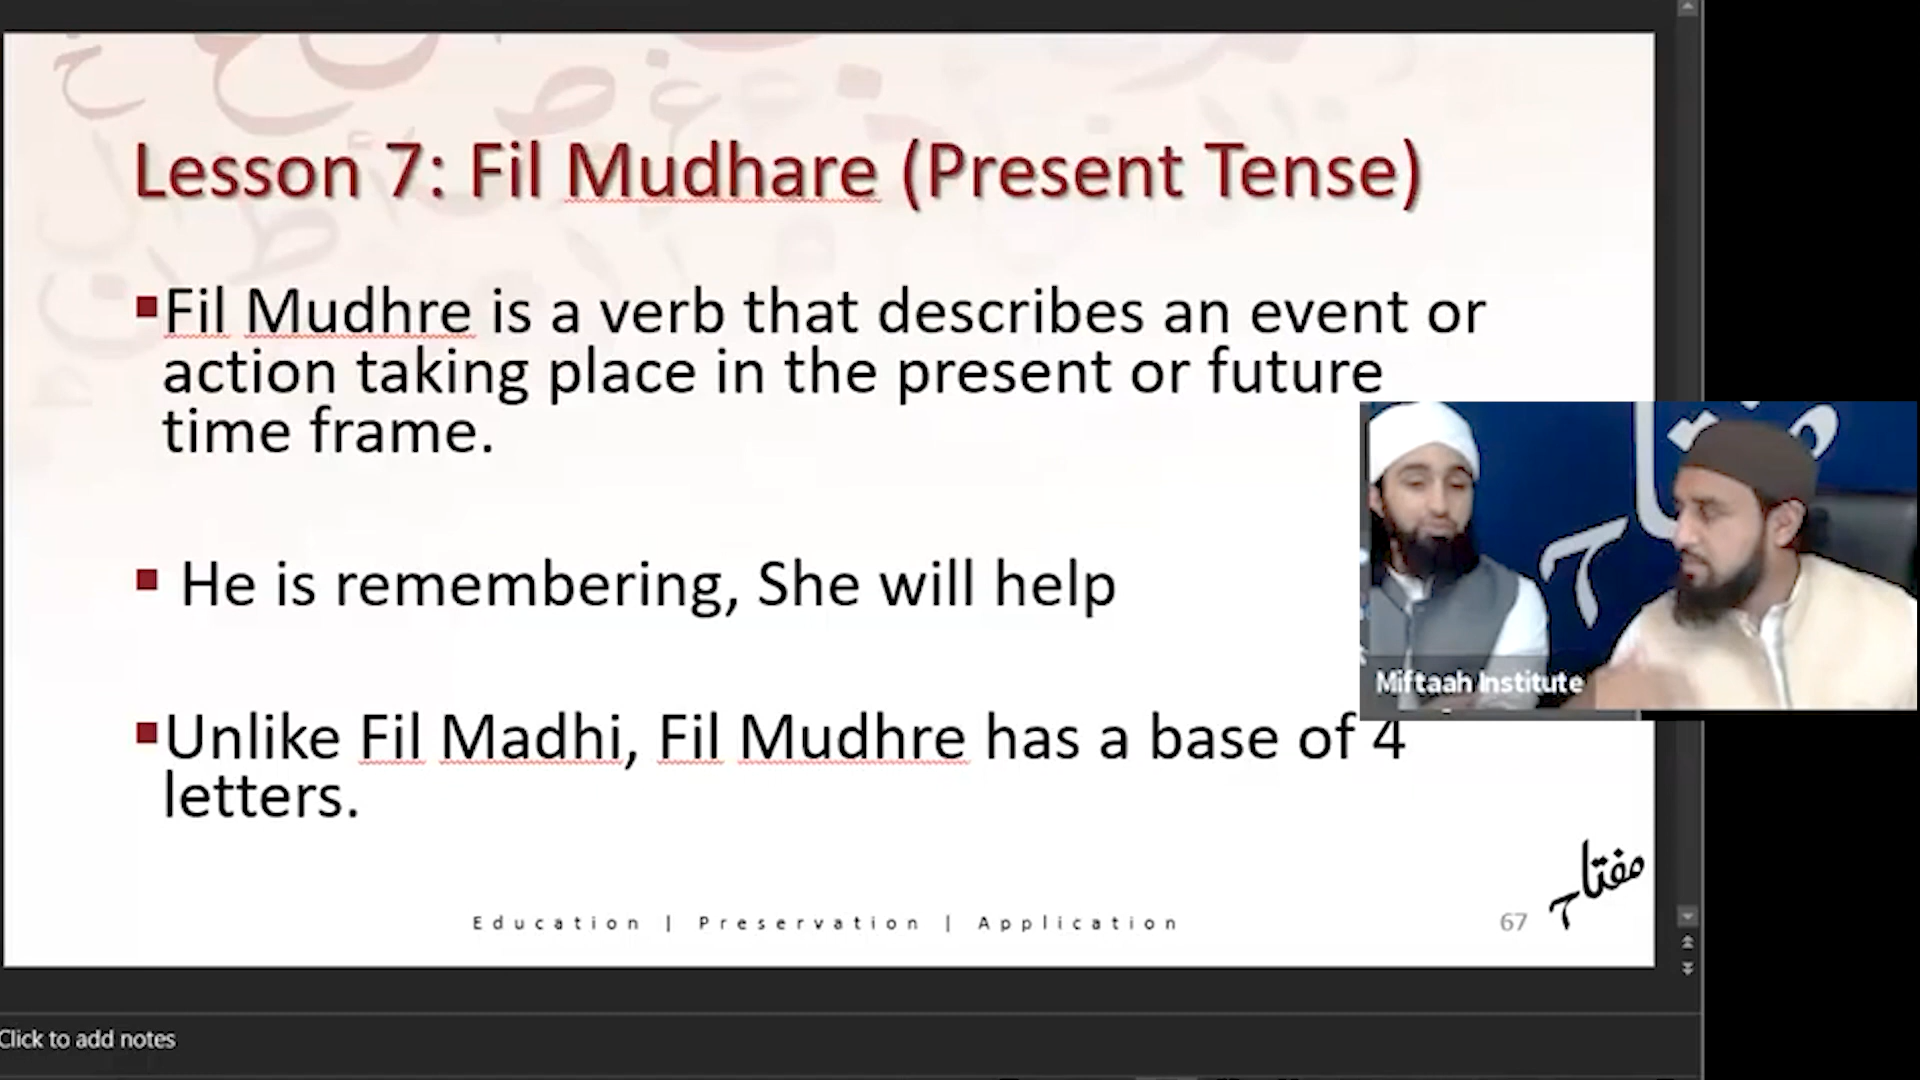 Lesson 7: Fil Mudhare (Present Tense)
▪Fil Mudhre is a verb that describes an event or
action taking place in the present or future
time frame.
▪ He is remembering, She will help
▪Unlike Fil Madhi, Fil Mudhre has a base of 4
letters.
Miftaah Institute
Education | Preservation | Application
67
مفتاح
Click to add notes